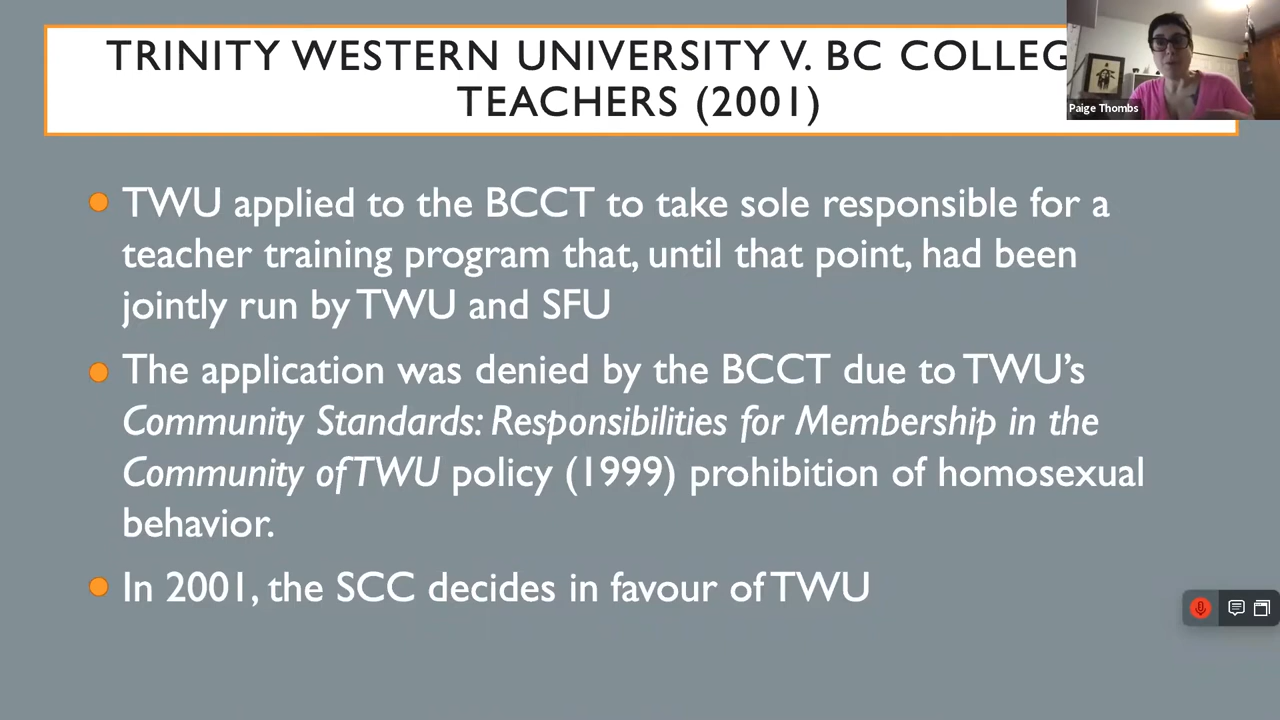 TRINITY WESTERN UNIVERSITY V. BC COLLEG
TEACHERS (2001)
Paige Thombs
TWU applied to the BCCT to take sole responsible for a
teacher training program that, until that point, had been
jointly run by TWU and SFU
The application was denied by the BCCT due to TWU’s
Community Standards: Responsibilities for Membership in the
Community of TWU policy (1999) prohibition of homosexual
behavior.
In 2001, the SCC decides in favour of TWU